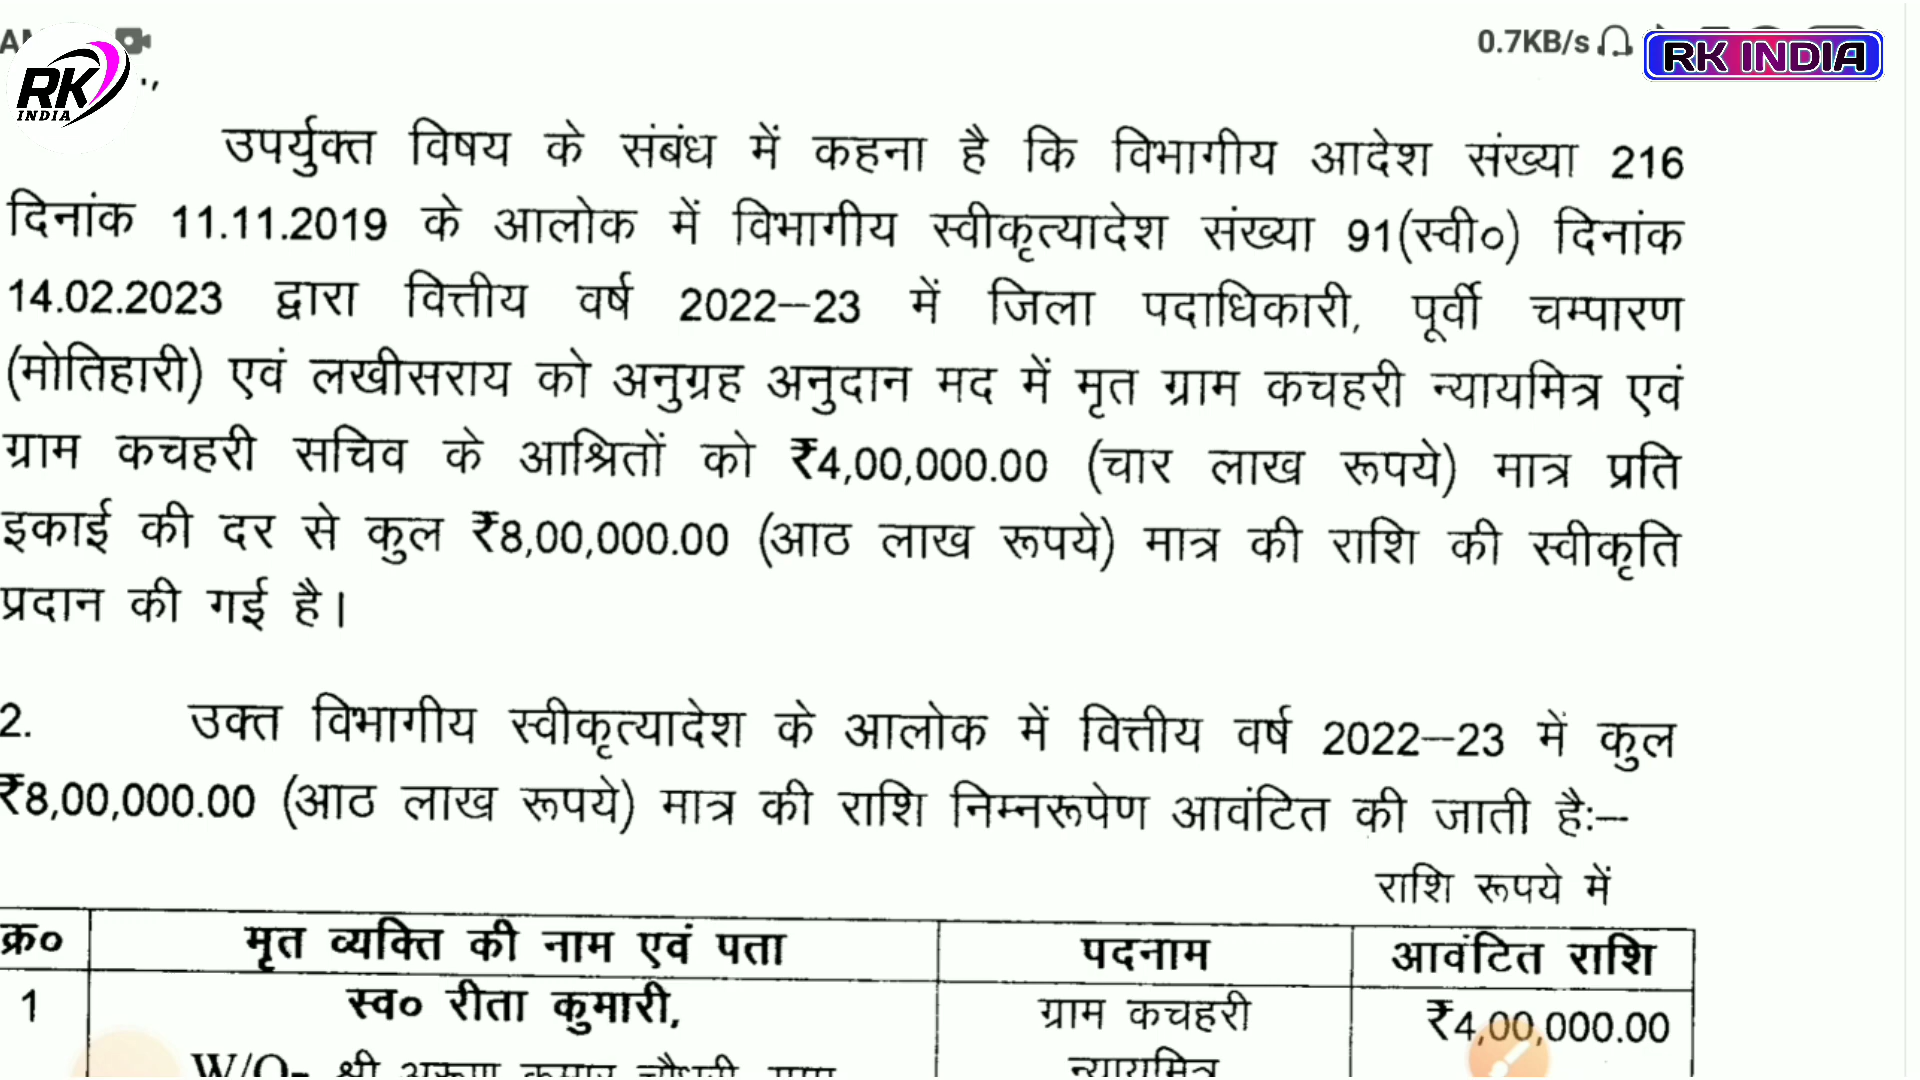 0.7KB/s
RK INDIA
RK
INDIA
उपर्युक्त विषय के संबंध में कहना है कि विभागीय आदेश संख्या 216
दिनांक 11.11.2019 के आलोक में विभागीय स्वीकृत्यादेश संख्या 91(स्वी०) दिनांक
14.02.2023 द्वारा वित्तीय वर्ष 2022–23 में जिला पदाधिकारी, पूर्वी चम्पारण
(मोतिहारी) एवं लखीसराय को अनुग्रह अनुदान मद में मृत ग्राम कचहरी न्यायमित्र एवं
ग्राम कचहरी सचिव के आश्रितों को ₹4,00,000.00 (चार लाख रूपये) मात्र प्रति
इकाई की दर से कुल ₹8,00,000.00 (आठ लाख रूपये) मात्र की राशि की स्वीकृति
प्रदान की गई है।
2. उक्त विभागीय स्वीकृत्यादेश के आलोक में वित्तीय वर्ष 2022–23 में कुल
₹8,00,000.00 (आठ लाख रूपये) मात्र की राशि निम्नरूपेण आवंटित की जाती हैः–
राशि रूपये में
क्र० मृत व्यक्ति की नाम एवं पता पदनाम आवंटित राशि
1 स्व० रीता कुमारी, ग्राम कचहरी ₹4,00,000.00
W/O- श्री अरूण कुमार चौधरी, न्यायमित्र